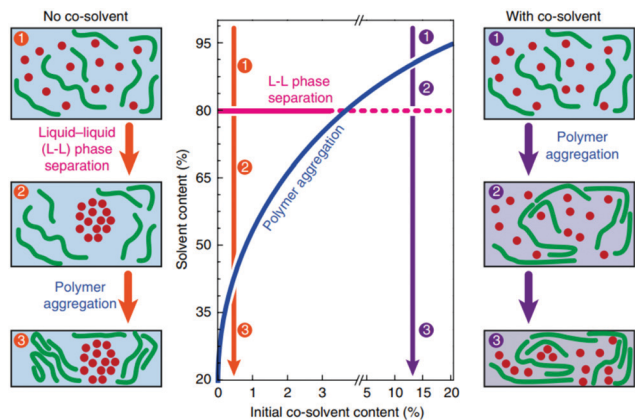 No co-solvent
1
Liquid–liquid
(L-L) phase
separation
2
Polymer
aggregation
3
Solvent content (%)
95
80
65
50
35
20
1
2
3
L-L phase
separation
Polymer aggregation
1
2
3
0
1
2
3
5
10
15
20
Initial co-solvent content (%)
With co-solvent
1
Polymer
aggregation
2
3